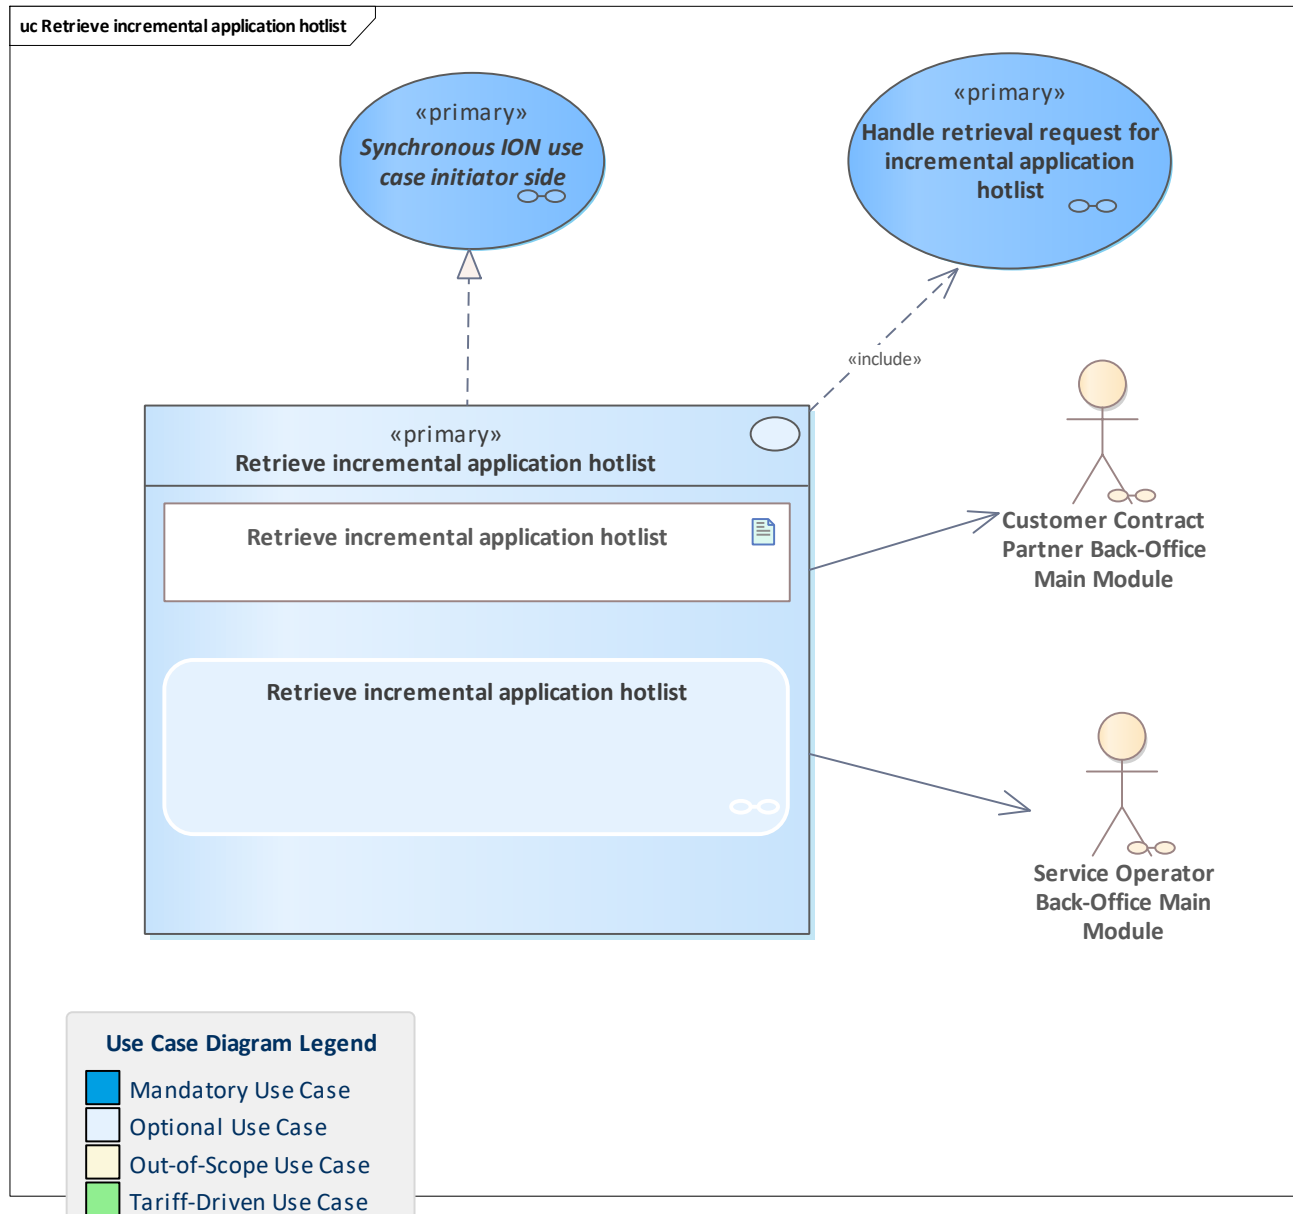 uc Retrieve incremental application hotlist
«primary»
Synchronous ION use
case initiator side
«primary»
Handle retrieval request for
incremental application
hotlist
«include»
«primary»
Retrieve incremental application hotlist
Retrieve incremental application hotlist
Retrieve incremental application hotlist
Customer Contract
Partner Back-Office
Main Module
Service Operator
Back-Office Main
Module
Use Case Diagram Legend
Mandatory Use Case
Optional Use Case
Out-of-Scope Use Case
Tariff-Driven Use Case